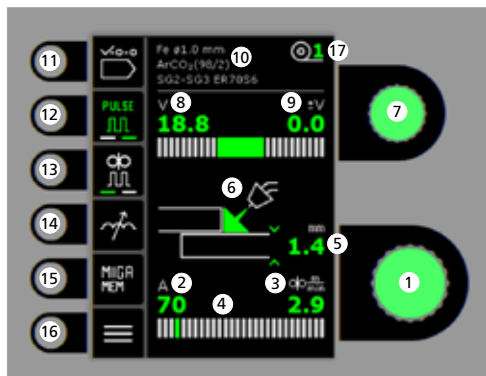 11
12
13
14
15
16
PULSE
MIGA
MEM
Fe ø1.0 mm
10
ArCO₂(98/2)
SG2-SG3 ER70S6
1
17
V
8
9
±V
18.8
0.0
6
mm
1.4
5
A
2
3
m/min
70
4
2.9
7
1